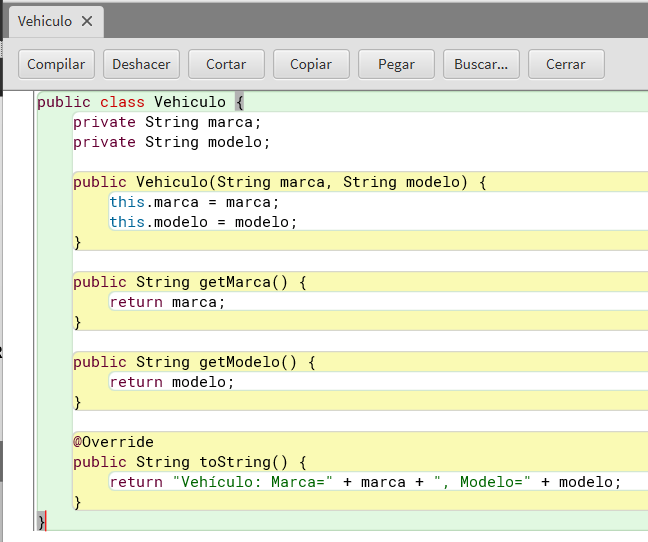 Vehiculo ✕
Compilar Deshacer Cortar Copiar Pegar Buscar... Cerrar
public class Vehiculo {
    private String marca;
    private String modelo;

    public Vehiculo(String marca, String modelo) {
        this.marca = marca;
        this.modelo = modelo;
    }

    public String getMarca() {
        return marca;
    }

    public String getModelo() {
        return modelo;
    }

    @Override
    public String toString() {
        return "Vehículo: Marca=" + marca + ", Modelo=" + modelo;
    }
}